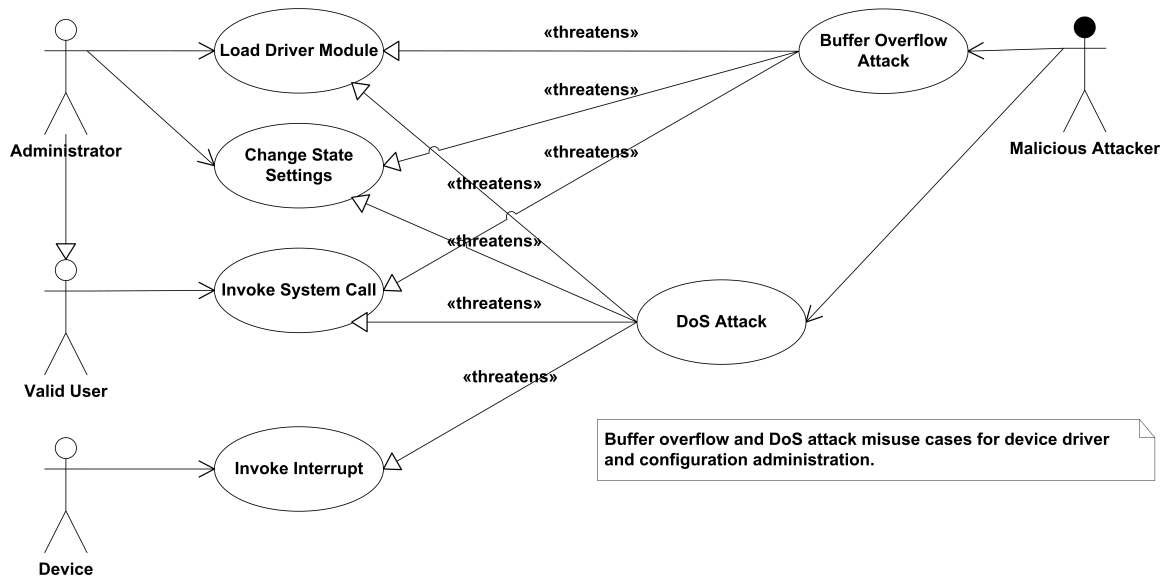 Load Driver Module
«threatens»
Buffer Overflow
Attack
«threatens»
Administrator
Change State
Settings
«threatens»
Malicious Attacker
«threatens»
«threatens»
Invoke System Call
«threatens»
DoS Attack
Valid User
«threatens»
Buffer overflow and DoS attack misuse cases for device driver
and configuration administration.
Invoke Interrupt
Device